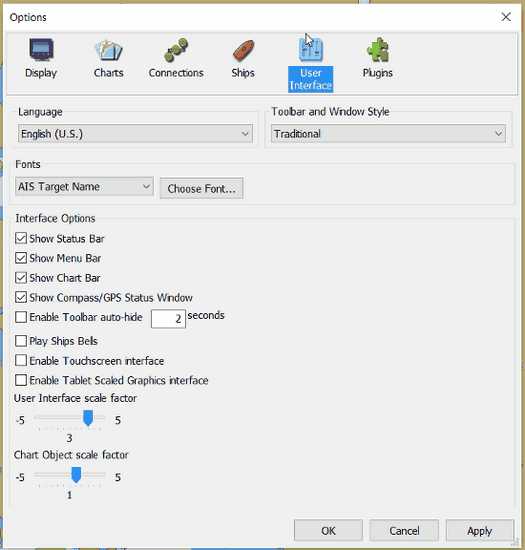 Options
Display
Charts
Connections
Ships
User
Interface
Plugins
Language
Toolbar and Window Style
English (U.S.)
Traditional
Fonts
AIS Target Name
Choose Font...
Interface Options
Show Status Bar
Show Menu Bar
Show Chart Bar
Show Compass/GPS Status Window
Enable Toolbar auto-hide 2 seconds
Play Ships Bells
Enable Touchscreen interface
Enable Tablet Scaled Graphics interface
User Interface scale factor
-5 5
3
Chart Object scale factor
-5 5
1
OK
Cancel
Apply